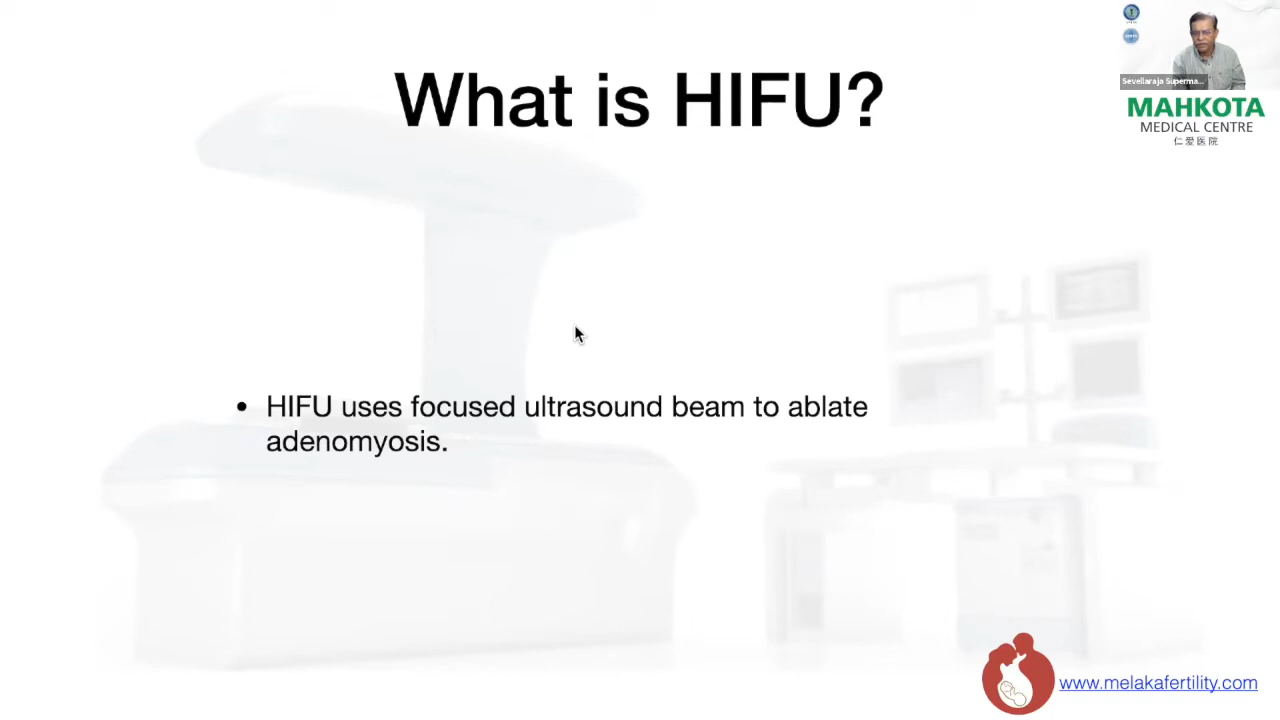 What is HIFU?
Sevellaraja Superma...
MAHKOTA
MEDICAL CENTRE
仁爱医院
• HIFU uses focused ultrasound beam to ablate
adenomyosis.
www.melakafertility.com